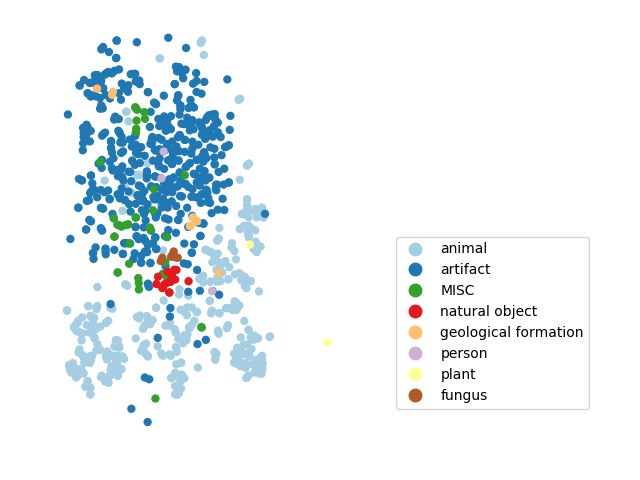 animal
artifact
MISC
natural object
geological formation
person
plant
fungus